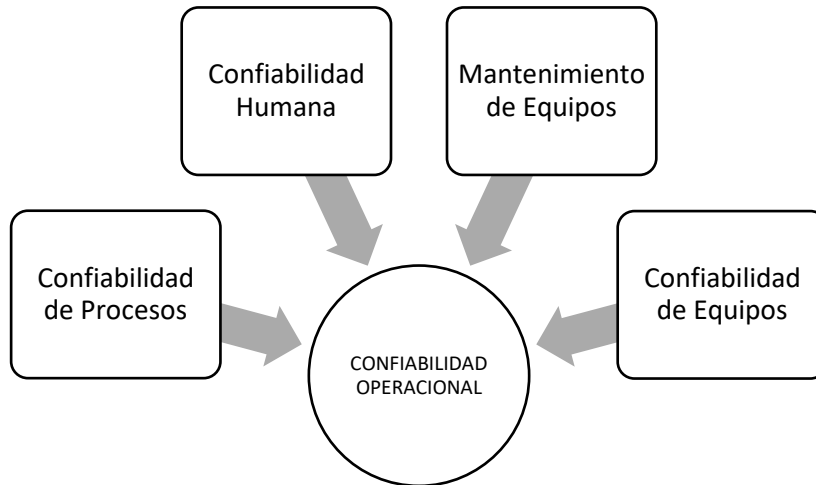 Confiabilidad
Humana
Mantenimiento
de Equipos
Confiabilidad
de Procesos
Confiabilidad
de Equipos
CONFIABILIDAD
OPERACIONAL